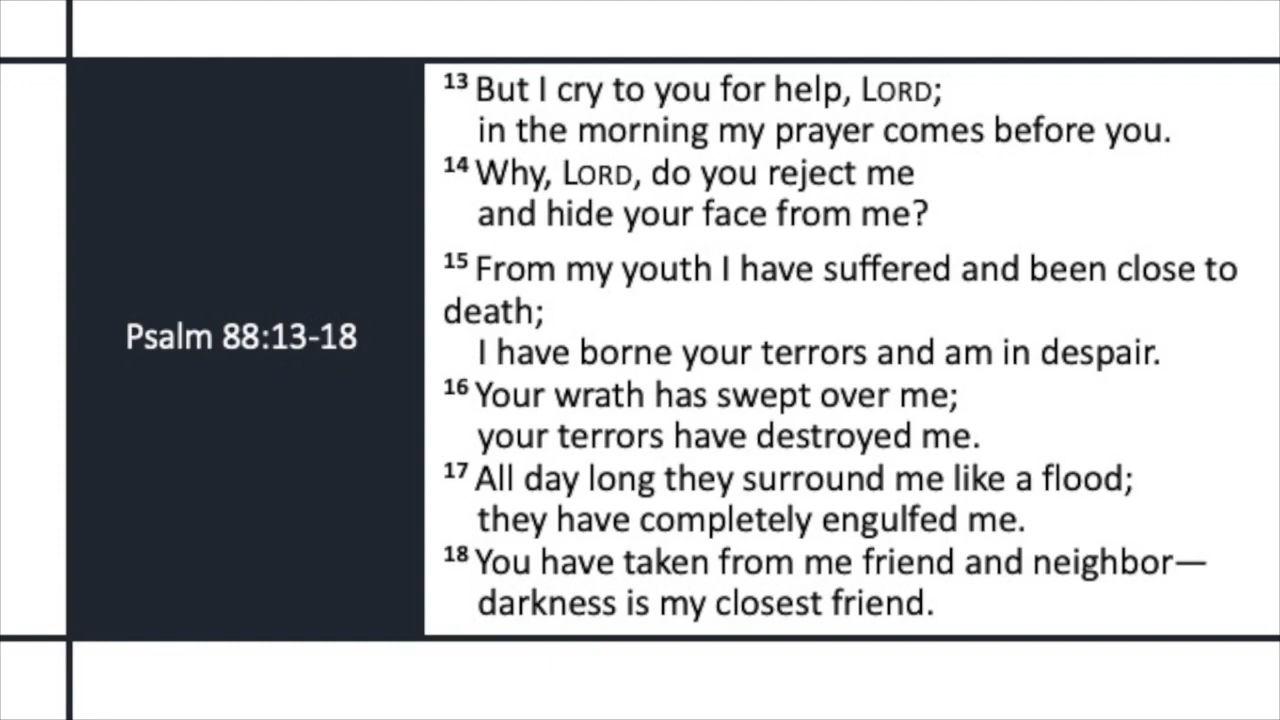 Psalm 88:13-18
13 But I cry to you for help, LORD;
in the morning my prayer comes before you.
14 Why, LORD, do you reject me
and hide your face from me?
15 From my youth I have suffered and been close to
death;
I have borne your terrors and am in despair.
16 Your wrath has swept over me;
your terrors have destroyed me.
17 All day long they surround me like a flood;
they have completely engulfed me.
18 You have taken from me friend and neighbor—
darkness is my closest friend.